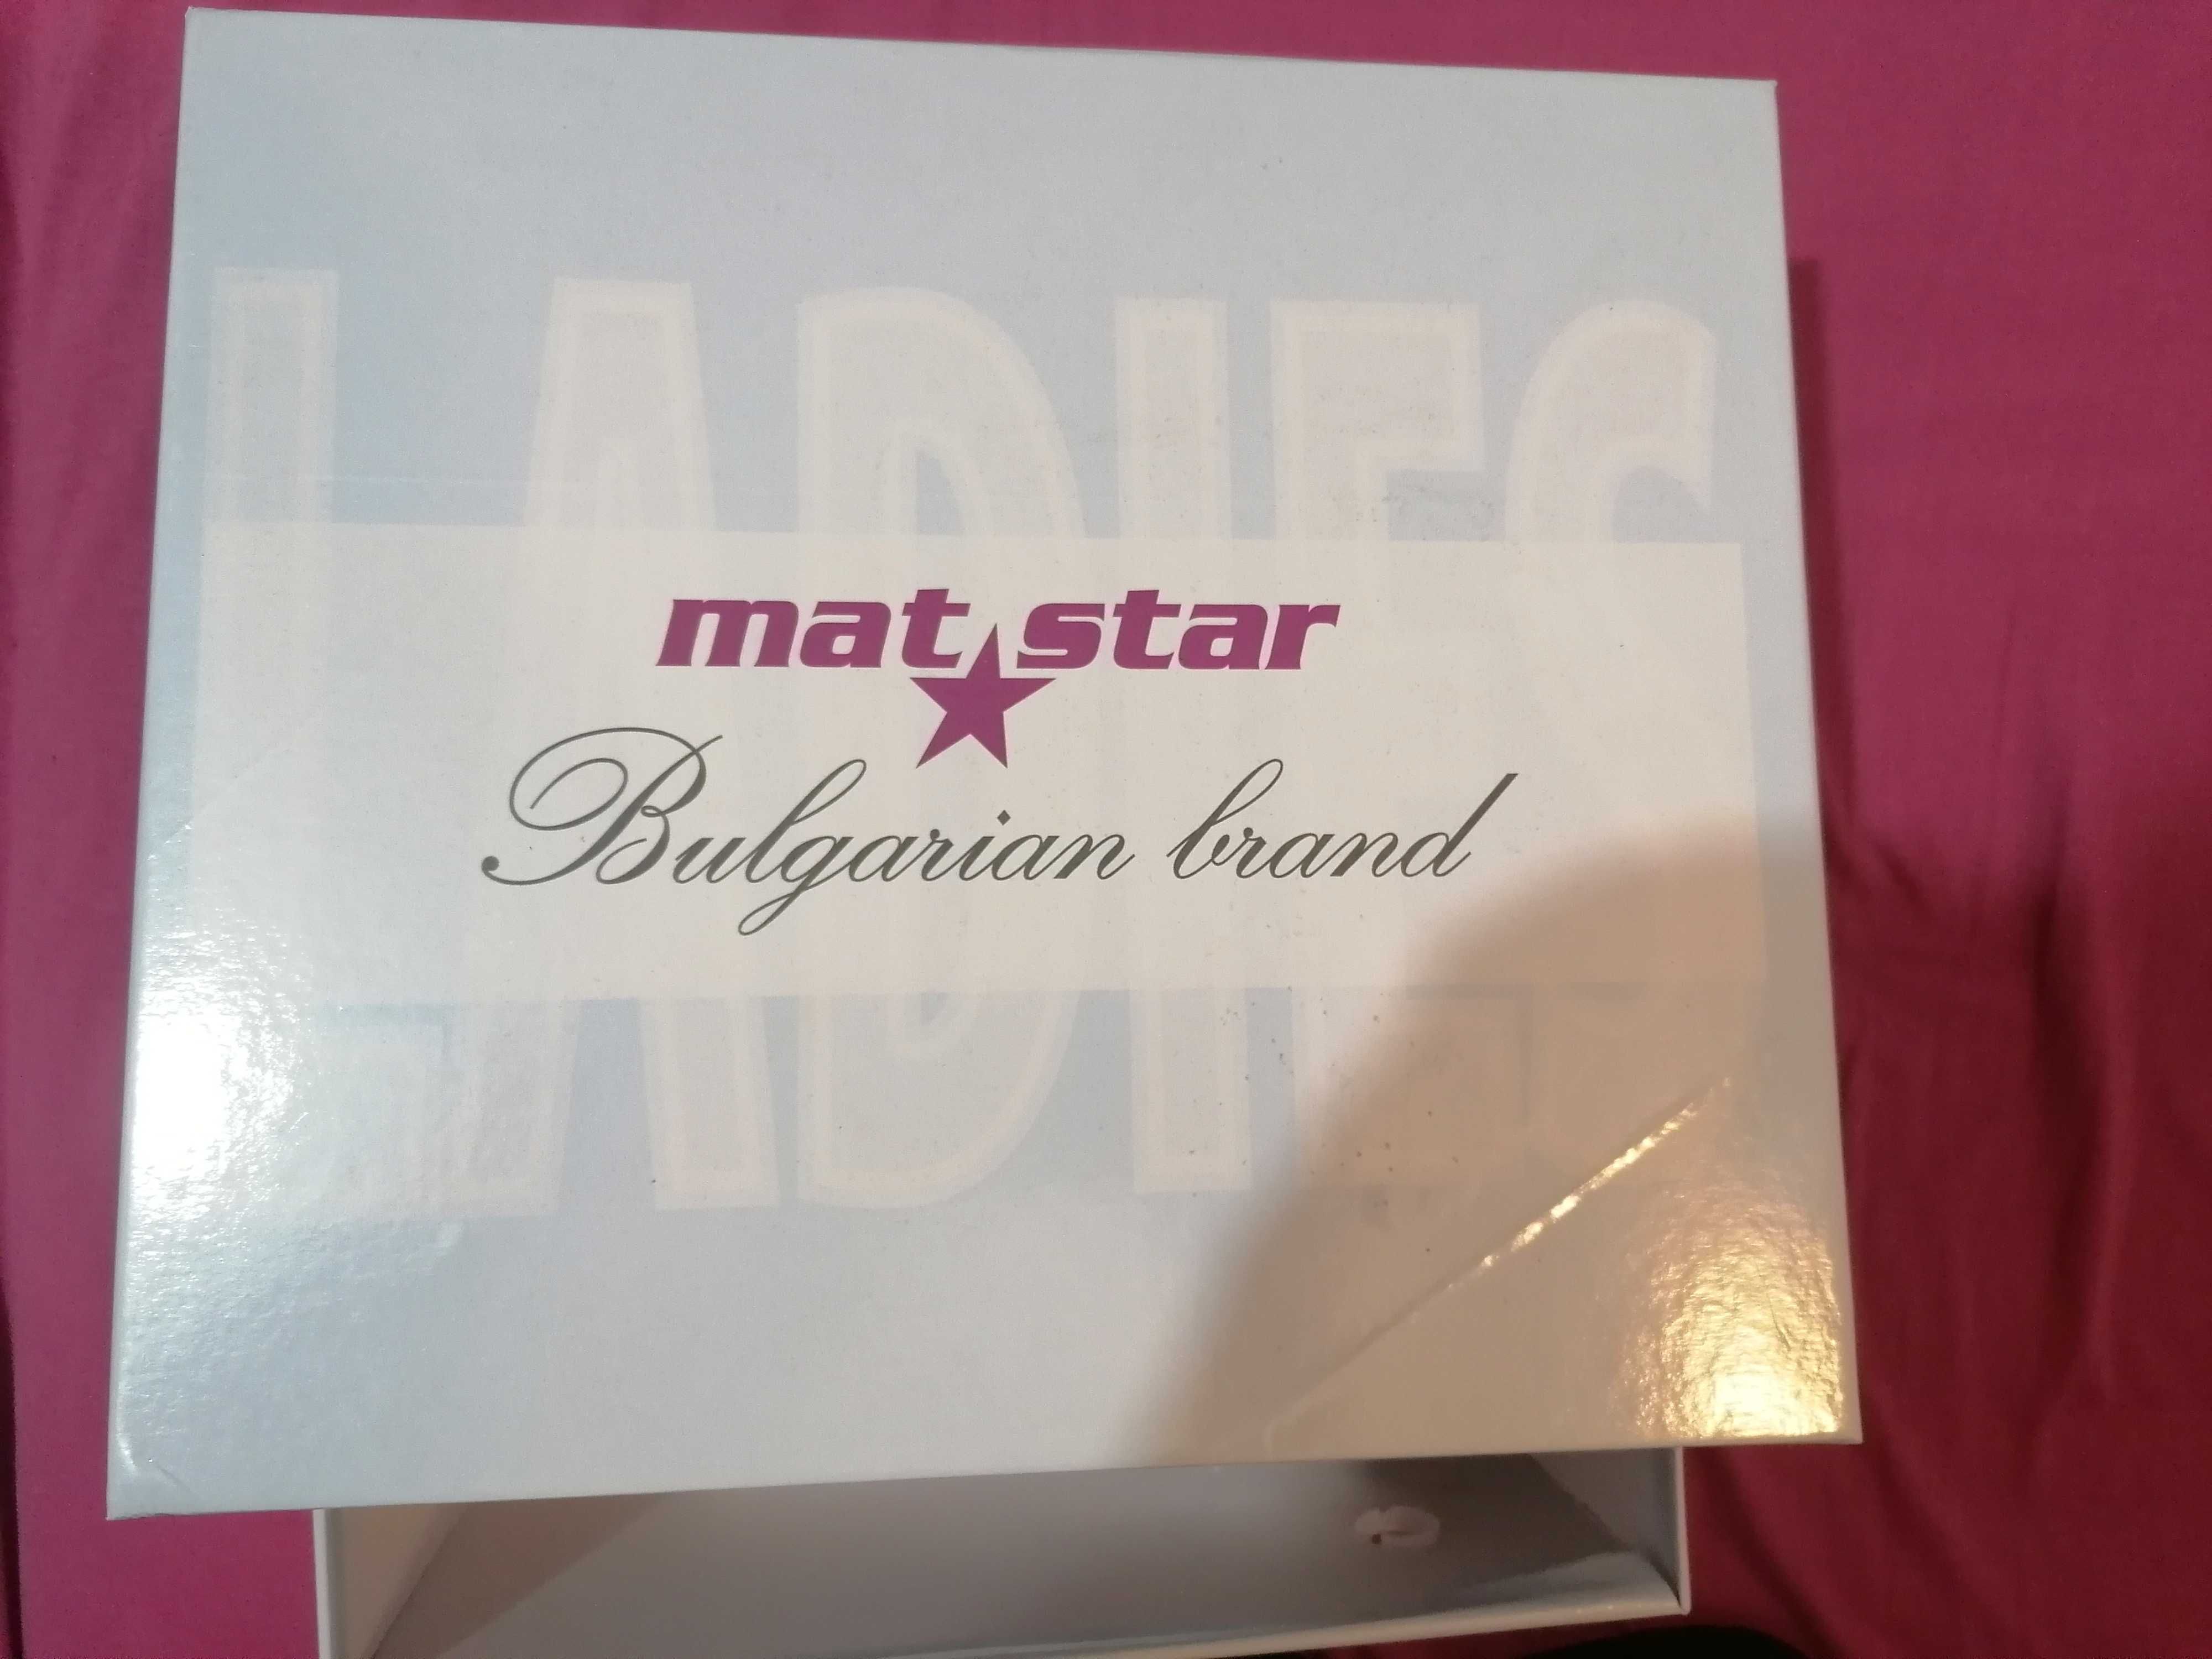 LADIES
mat star
Bulgarian brand